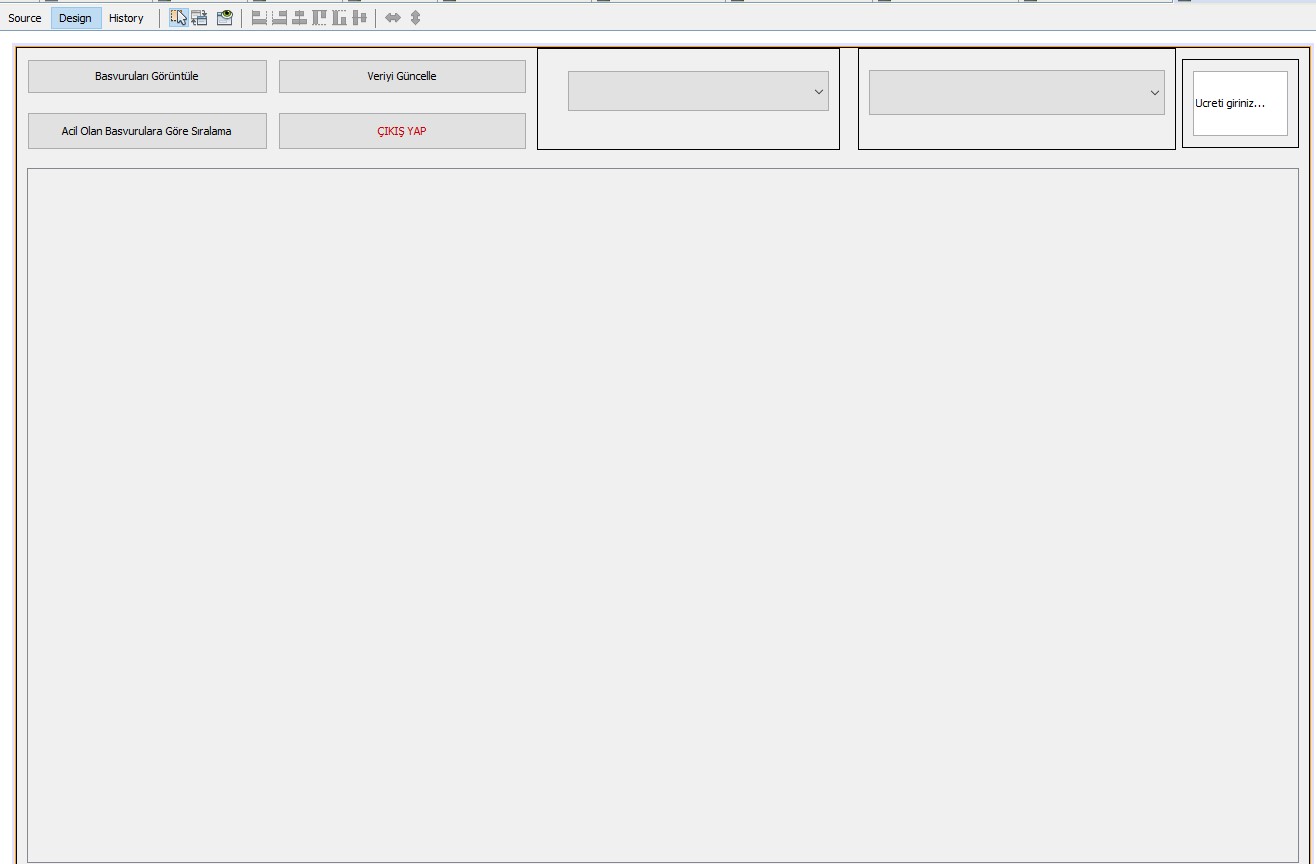 Source Design History
Basvuruları Görüntüle
Veriyi Güncelle
Ucreti giriniz...
Acil Olan Basvurulara Göre Sıralama
ÇIKIŞ YAP